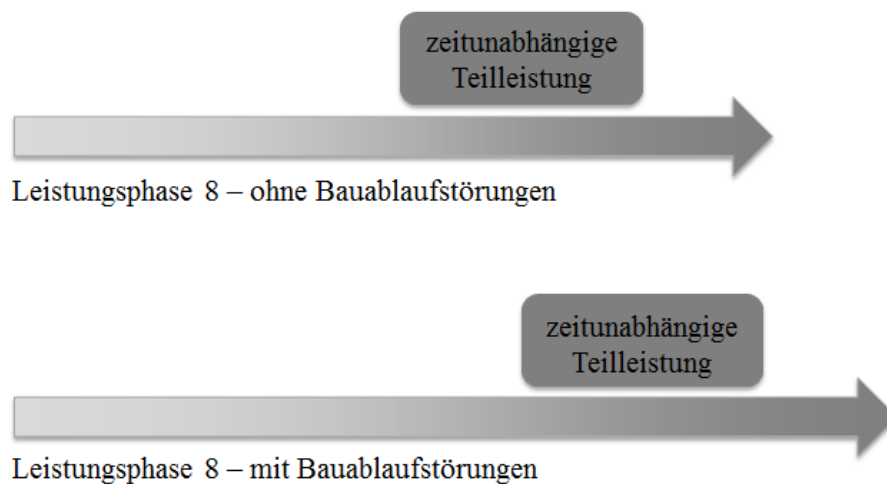 zeitunabhängige
Teilleistung
Leistungsphase 8 – ohne Bauablaufstörungen
zeitunabhängige
Teilleistung
Leistungsphase 8 – mit Bauablaufstörungen